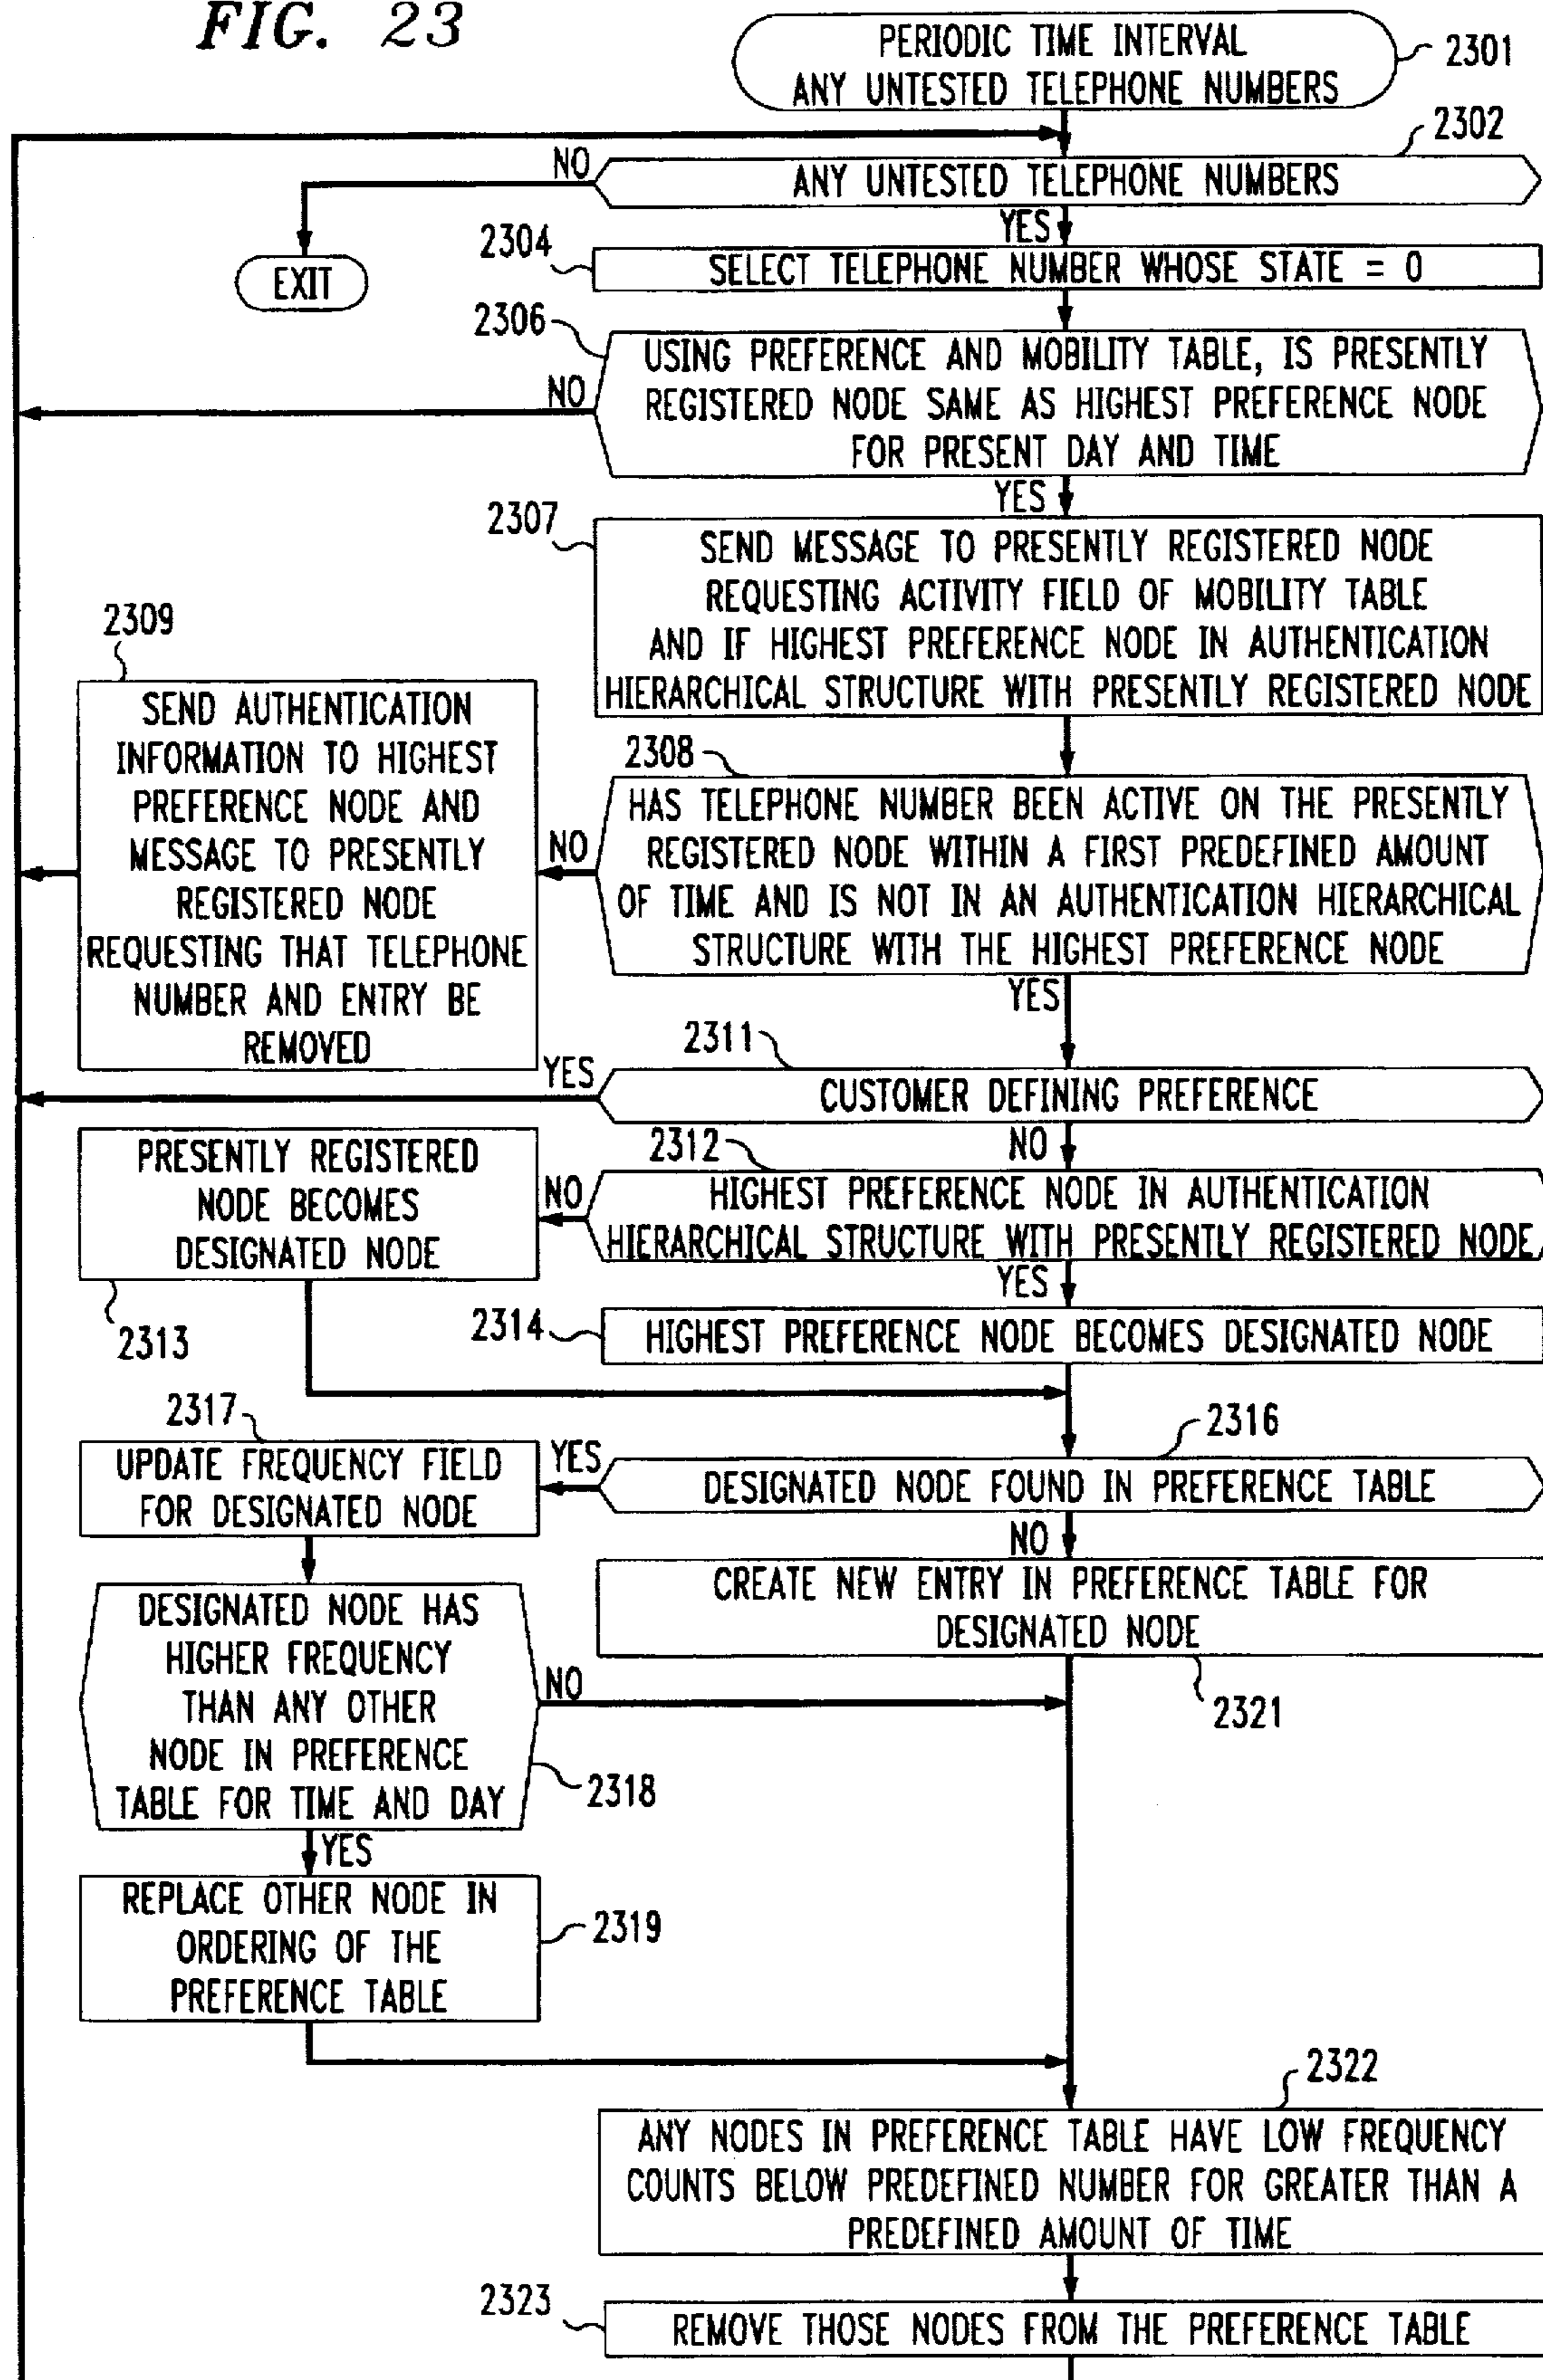 FIG. 23
PERIODIC TIME INTERVAL
ANY UNTESTED TELEPHONE NUMBERS
2301
2302
NO
ANY UNTESTED TELEPHONE NUMBERS
YES
EXIT
2304
SELECT TELEPHONE NUMBER WHOSE STATE = 0
2306
USING PREFERENCE AND MOBILITY TABLE, IS PRESENTLY
REGISTERED NODE SAME AS HIGHEST PREFERENCE NODE
FOR PRESENT DAY AND TIME
NO
YES
2307
SEND MESSAGE TO PRESENTLY REGISTERED NODE
REQUESTING ACTIVITY FIELD OF MOBILITY TABLE
AND IF HIGHEST PREFERENCE NODE IN AUTHENTICATION
HIERARCHICAL STRUCTURE WITH PRESENTLY REGISTERED NODE
2309
SEND AUTHENTICATION
INFORMATION TO HIGHEST
PREFERENCE NODE AND
MESSAGE TO PRESENTLY
REGISTERED NODE
REQUESTING THAT TELEPHONE
NUMBER AND ENTRY BE
REMOVED
2308
HAS TELEPHONE NUMBER BEEN ACTIVE ON THE PRESENTLY
REGISTERED NODE WITHIN A FIRST PREDEFINED AMOUNT
OF TIME AND IS NOT IN AN AUTHENTICATION HIERARCHICAL
STRUCTURE WITH THE HIGHEST PREFERENCE NODE
NO
YES
2311
YES
CUSTOMER DEFINING PREFERENCE
NO
2312
HIGHEST PREFERENCE NODE IN AUTHENTICATION
HIERARCHICAL STRUCTURE WITH PRESENTLY REGISTERED NODE
NO
YES
PRESENTLY REGISTERED
NODE BECOMES
DESIGNATED NODE
2313
2314
HIGHEST PREFERENCE NODE BECOMES DESIGNATED NODE
2316
DESIGNATED NODE FOUND IN PREFERENCE TABLE
YES
NO
2317
UPDATE FREQUENCY FIELD
FOR DESIGNATED NODE
CREATE NEW ENTRY IN PREFERENCE TABLE FOR
DESIGNATED NODE
2321
DESIGNATED NODE HAS
HIGHER FREQUENCY
THAN ANY OTHER
NODE IN PREFERENCE
TABLE FOR TIME AND DAY
NO
2318
YES
REPLACE OTHER NODE IN
ORDERING OF THE
PREFERENCE TABLE
2319
2322
ANY NODES IN PREFERENCE TABLE HAVE LOW FREQUENCY
COUNTS BELOW PREDEFINED NUMBER FOR GREATER THAN A
PREDEFINED AMOUNT OF TIME
2323
REMOVE THOSE NODES FROM THE PREFERENCE TABLE